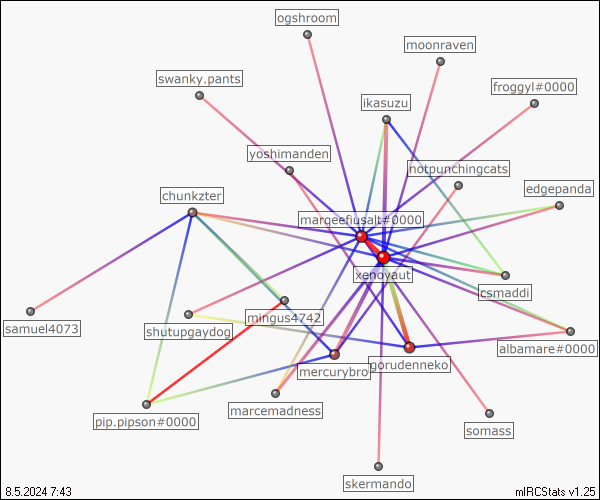 ogshroom
moonraven
swanky.pants
froggyl#0000
ikasuzu
yoshimanden
notpunchingcats
chunkzter
edgepanda
marqeefiusalt#0000
xenoyaut
csmaddi
samuel4073
mingus4742
shutupgaydog
albamare#0000
mercurybro
gorudenneko
marcemadness
pip.pipson#0000
somass
skermando
8.5.2024 7:43
mIRCStats v1.25